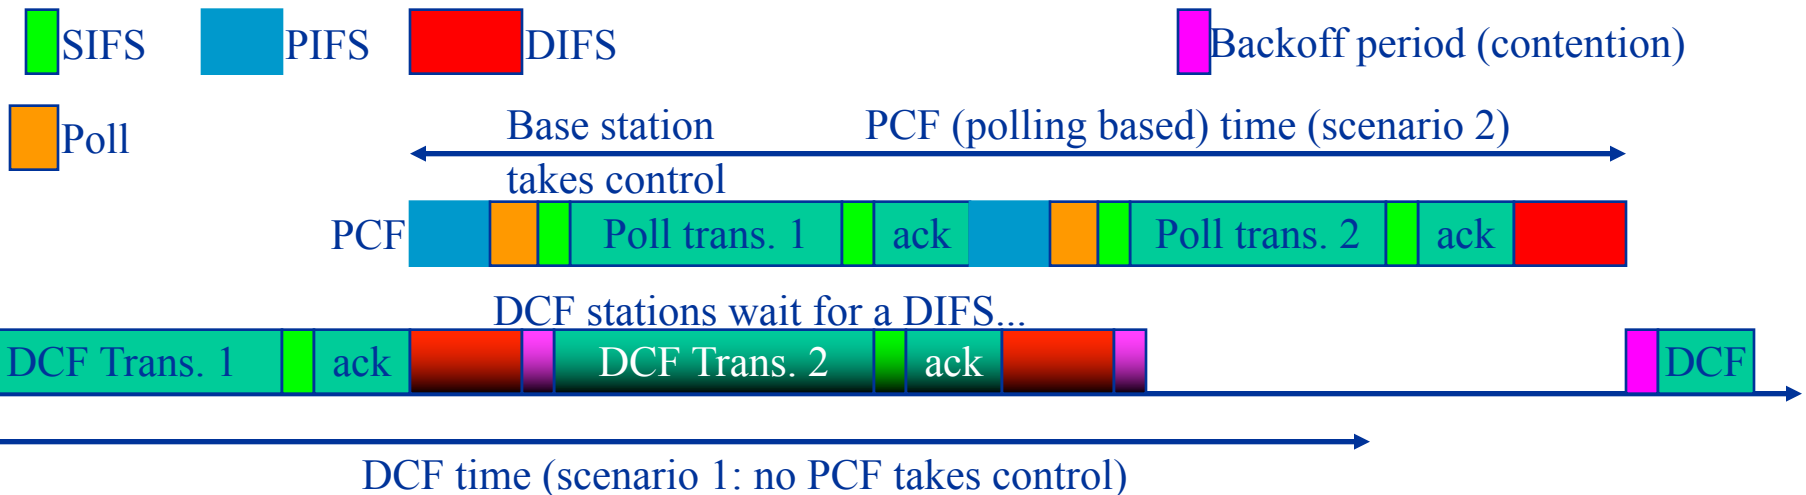 SIFS PIFS DIFS Backoff period (contention)
Poll Base station PCF (polling based) time (scenario 2)
takes control
PCF Poll trans. 1 ack Poll trans. 2 ack
DCF stations wait for a DIFS...
DCF Trans. 1 ack DCF Trans. 2 ack DCF
DCF time (scenario 1: no PCF takes control)